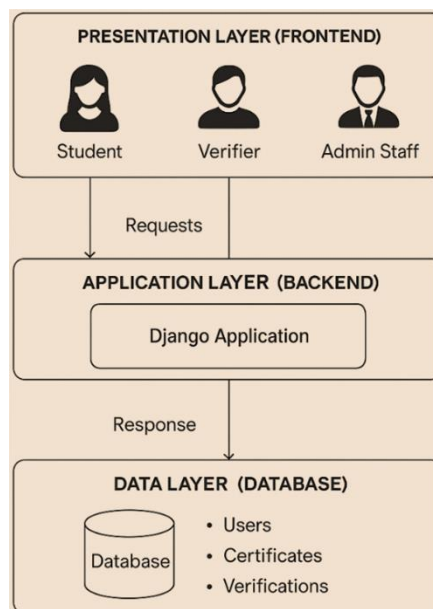 PRESENTATION LAYER (FRONTEND)
Student
Verifier
Admin Staff
Requests
APPLICATION LAYER (BACKEND)
Django Application
Response
DATA LAYER (DATABASE)
Database
• Users
• Certificates
• Verifications